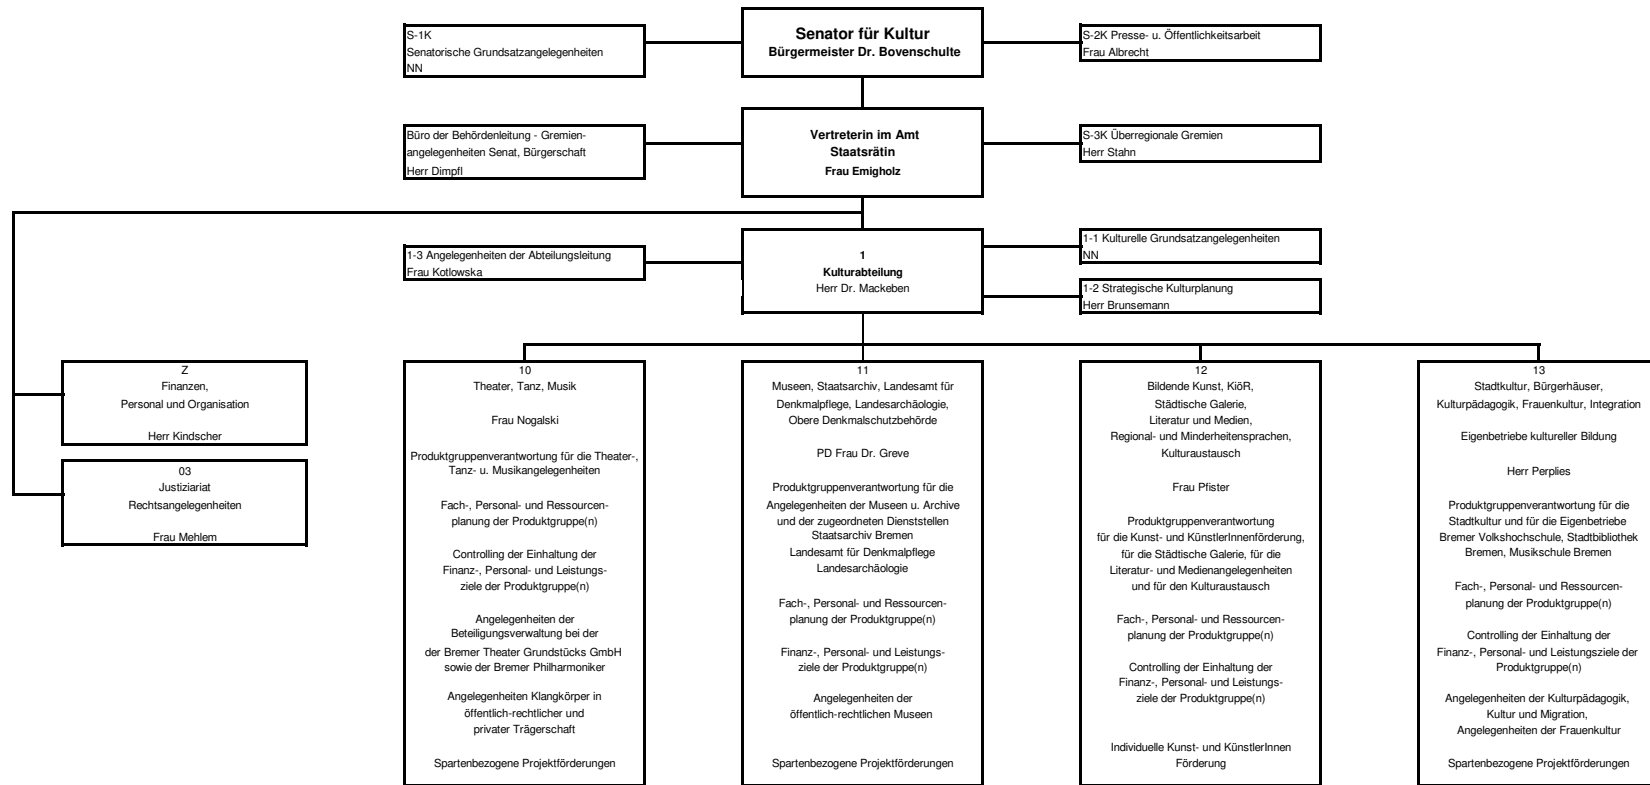 S-1K
Senatorische Grundsatzangelegenheiten
NN
Senator für Kultur
Bürgermeister Dr. Bovenschulte
S-2K Presse- u. Öffentlichkeitsarbeit
Frau Albrecht
Büro der Behördenleitung - Gremien-
angelegenheiten Senat, Bürgerschaft
Herr Dimpfl
Vertreterin im Amt
Staatsrätin
Frau Emigholz
S-3K Überregionale Gremien
Herr Stahn
1-3 Angelegenheiten der Abteilungsleitung
Frau Kotlowska
1
Kulturabteilung
Herr Dr. Mackeben
1-1 Kulturelle Grundsatzangelegenheiten
NN
1-2 Strategische Kulturplanung
Herr Brunsemann
Z
Finanzen,
Personal und Organisation
Herr Kindscher
03
Justiziariat
Rechtsangelegenheiten
Frau Mehlem
10
Theater, Tanz, Musik
Frau Nogalski
Produktgruppenverantwortung für die Theater-,
Tanz- u. Musikangelegenheiten
Fach-, Personal- und Ressourcen-
planung der Produktgruppe(n)
Controlling der Einhaltung der
Finanz-, Personal- und Leistungs-
ziele der Produktgruppe(n)
Angelegenheiten der
Beteiligungsverwaltung bei der
der Bremer Theater Grundstücks GmbH
sowie der Bremer Philharmoniker
Angelegenheiten Klangkörper in
öffentlich-rechtlicher und
privater Trägerschaft
Spartenbezogene Projektförderungen
11
Museen, Staatsarchiv, Landesamt für
Denkmalpflege, Landesarchäologie,
Obere Denkmalschutzbehörde
PD Frau Dr. Greve
Produktgruppenverantwortung für die
Angelegenheiten der Museen u. Archive
und der zugeordneten Dienststellen
Staatsarchiv Bremen
Landesamt für Denkmalpflege
Landesarchäologie
Fach-, Personal- und Ressourcen-
planung der Produktgruppe(n)
Finanz-, Personal- und Leistungs-
ziele der Produktgruppe(n)
Angelegenheiten der
öffentlich-rechtlichen Museen
Spartenbezogene Projektförderungen
12
Bildende Kunst, KiöR,
Städtische Galerie,
Literatur und Medien,
Regional- und Minderheitensprachen,
Kulturaustausch
Frau Pfister
Produktgruppenverantwortung
für die Kunst- und KünstlerInnenförderung,
für die Städtische Galerie, für die
Literatur- und Medienangelegenheiten
und für den Kulturaustausch
Fach-, Personal- und Ressourcen-
planung der Produktgruppe(n)
Controlling der Einhaltung der
Finanz-, Personal- und Leistungs-
ziele der Produktgruppe(n)
Individuelle Kunst- und KünstlerInnen
Förderung
13
Stadtkultur, Bürgerhäuser,
Kulturpädagogik, Frauenkultur, Integration
Eigenbetriebe kultureller Bildung
Herr Perplies
Produktgruppenverantwortung für die
Stadtkultur und für die Eigenbetriebe
Bremer Volkshochschule, Stadtbibliothek
Bremen, Musikschule Bremen
Fach-, Personal- und Ressourcen-
planung der Produktgruppe(n)
Controlling der Einhaltung der
Finanz-, Personal- und Leistungsziele der
Produktgruppe(n)
Angelegenheiten der Kulturpädagogik,
Kultur und Migration,
Angelegenheiten der Frauenkultur
Spartenbezogene Projektförderungen